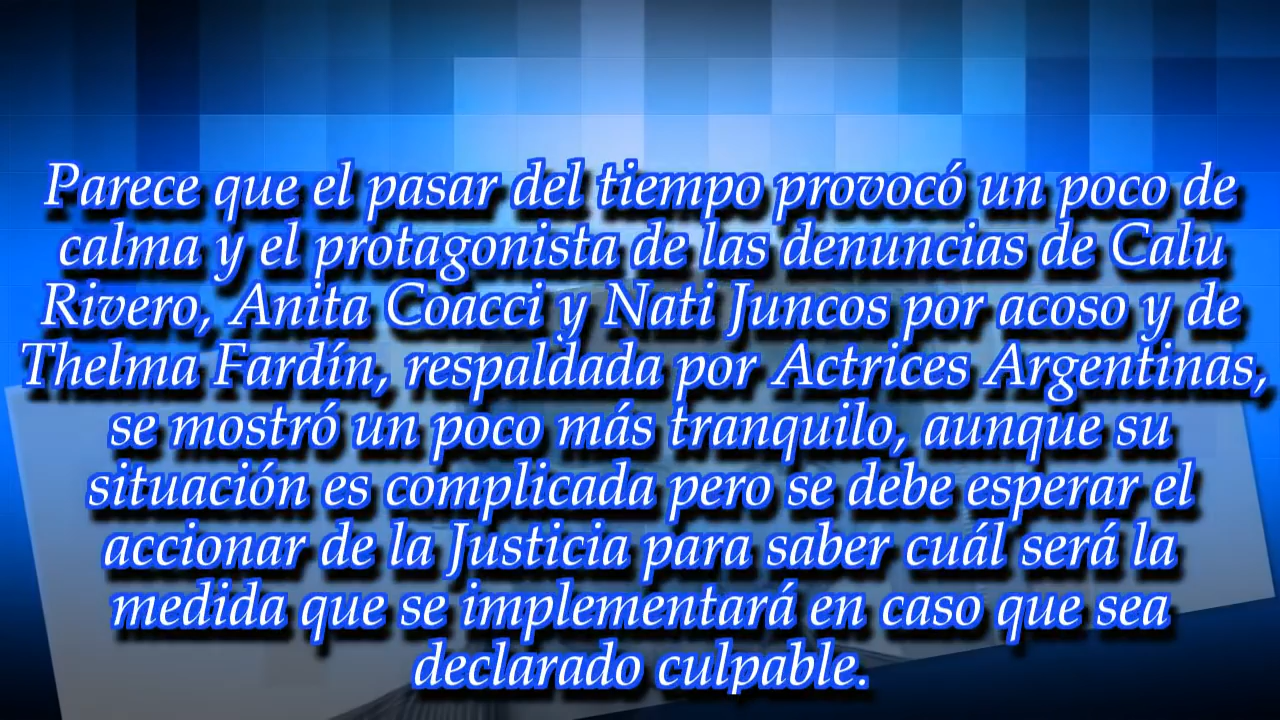 Parece que el pasar del tiempo provocó un poco de
calma y el protagonista de las denuncias de Calu
Rivero, Anita Coacci y Nati Juncos por acoso y de
Thelma Fardín, respaldada por Actrices Argentinas,
se mostró un poco más tranquilo, aunque su
situación es complicada pero se debe esperar el
accionar de la Justicia para saber cuál será la
medida que se implementará en caso que sea
declarado culpable.